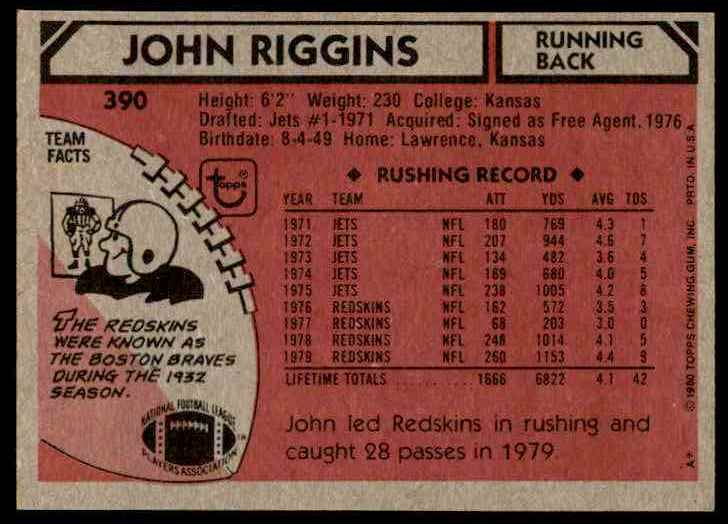 JOHN RIGGINS
RUNNING
BACK
390
Height: 6'2" Weight: 230 College: Kansas
Drafted: Jets #1-1971 Acquired: Signed as Free Agent, 1976
Birthdate: 8-4-49 Home: Lawrence, Kansas
TEAM
FACTS
Topps®
◆ RUSHING RECORD ◆
YEAR TEAM ATT YDS AVG TDS
1971 JETS NFL 180 769 4.3 1
1972 JETS NFL 207 944 4.6 7
1973 JETS NFL 134 482 3.6 4
1974 JETS NFL 169 680 4.0 5
1975 JETS NFL 238 1005 4.2 8
1976 REDSKINS NFL 162 572 3.5 3
1977 REDSKINS NFL 68 203 3.0 0
1978 REDSKINS NFL 248 1014 4.1 5
1979 REDSKINS NFL 260 1153 4.4 9
LIFETIME TOTALS 1666 6822 4.1 42
THE REDSKINS
WERE KNOWN AS
THE BOSTON BRAVES
DURING THE 1932
SEASON.
NATIONAL FOOTBALL LEAGUE
PLAYERS ASSOCIATION
John led Redskins in rushing and
caught 28 passes in 1979.
© 1980 TOPPS CHEWING GUM, INC. PRTD. IN U.S.A.
A*